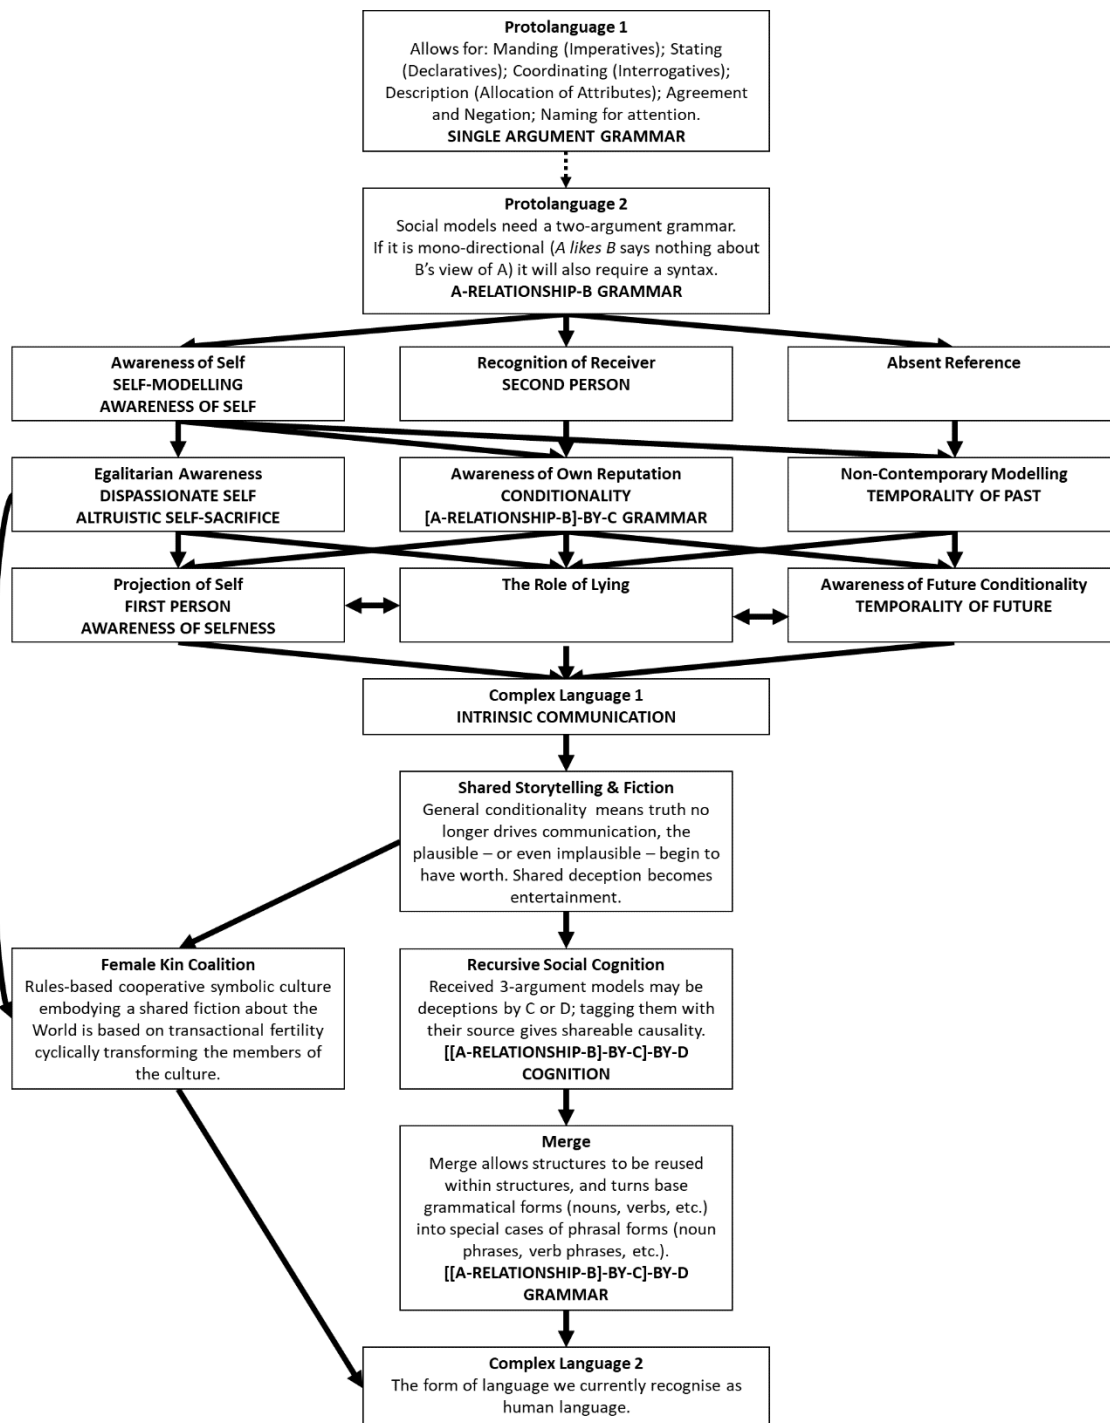 Protolanguage 1
Allows for: Manding (Imperatives); Stating
(Declaratives); Coordinating (Interrogatives);
Description (Allocation of Attributes); Agreement
and Negation; Naming for attention.
SINGLE ARGUMENT GRAMMAR
Protolanguage 2
Social models need a two-argument grammar.
If it is mono-directional (A likes B says nothing about
B's view of A) it will also require a syntax.
A-RELATIONSHIP-B GRAMMAR
Awareness of Self
SELF-MODELLING
AWARENESS OF SELF
Recognition of Receiver
SECOND PERSON
Absent Reference
Egalitarian Awareness
DISPASSIONATE SELF
ALTRUISTIC SELF-SACRIFICE
Awareness of Own Reputation
CONDITIONALITY
[A-RELATIONSHIP-B]-BY-C GRAMMAR
Non-Contemporary Modelling
TEMPORALITY OF PAST
Projection of Self
FIRST PERSON
AWARENESS OF SELFNESS
The Role of Lying
Awareness of Future Conditionality
TEMPORALITY OF FUTURE
Complex Language 1
INTRINSIC COMMUNICATION
Shared Storytelling & Fiction
General conditionality means truth no
longer drives communication, the
plausible – or even implausible – begin to
have worth. Shared deception becomes
entertainment.
Female Kin Coalition
Rules-based cooperative symbolic culture
embodying a shared fiction about the
World is based on transactional fertility
cyclically transforming the members of
the culture.
Recursive Social Cognition
Received 3-argument models may be
deceptions by C or D; tagging them with
their source gives shareable causality.
[[A-RELATIONSHIP-B]-BY-C]-BY-D
COGNITION
Merge
Merge allows structures to be reused
within structures, and turns base
grammatical forms (nouns, verbs, etc.)
into special cases of phrasal forms (noun
phrases, verb phrases, etc.).
[[A-RELATIONSHIP-B]-BY-C]-BY-D
GRAMMAR
Complex Language 2
The form of language we currently recognise as
human language.